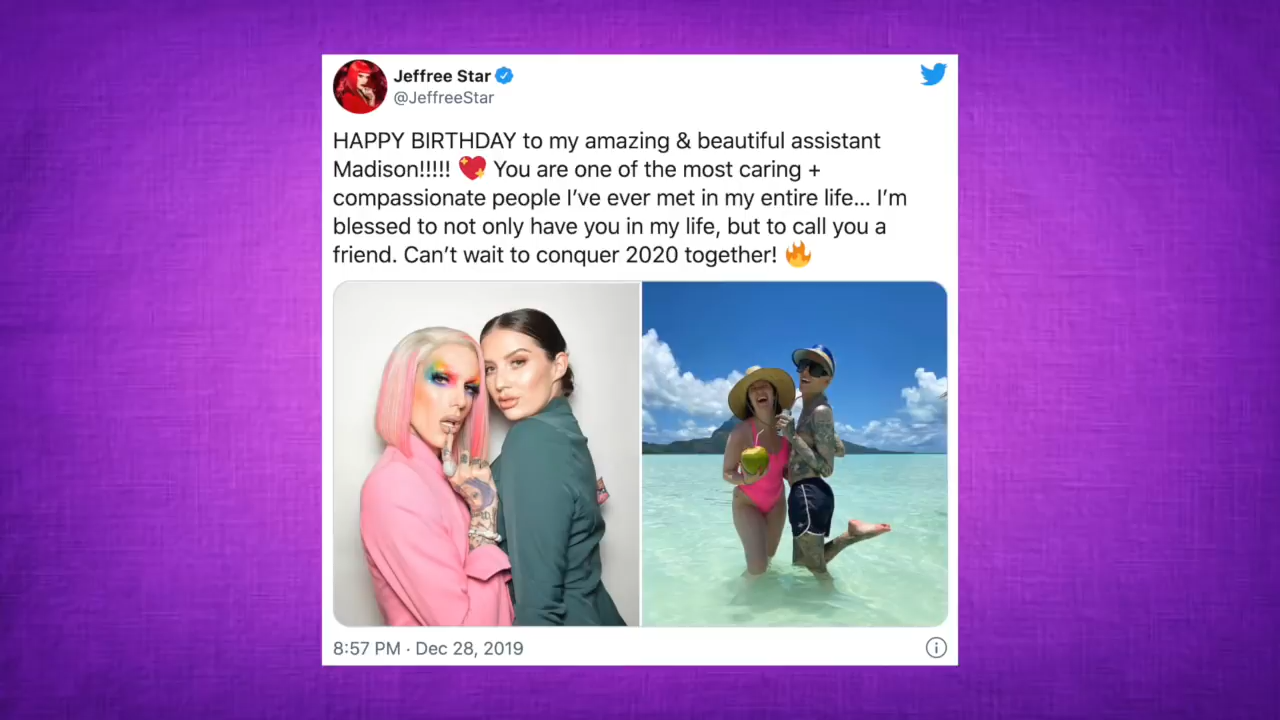 Jeffree Star
@JeffreeStar
HAPPY BIRTHDAY to my amazing & beautiful assistant
Madison!!!!! 💖 You are one of the most caring +
compassionate people I’ve ever met in my entire life... I’m
blessed to not only have you in my life, but to call you a
friend. Can’t wait to conquer 2020 together! 🔥
8:57 PM · Dec 28, 2019